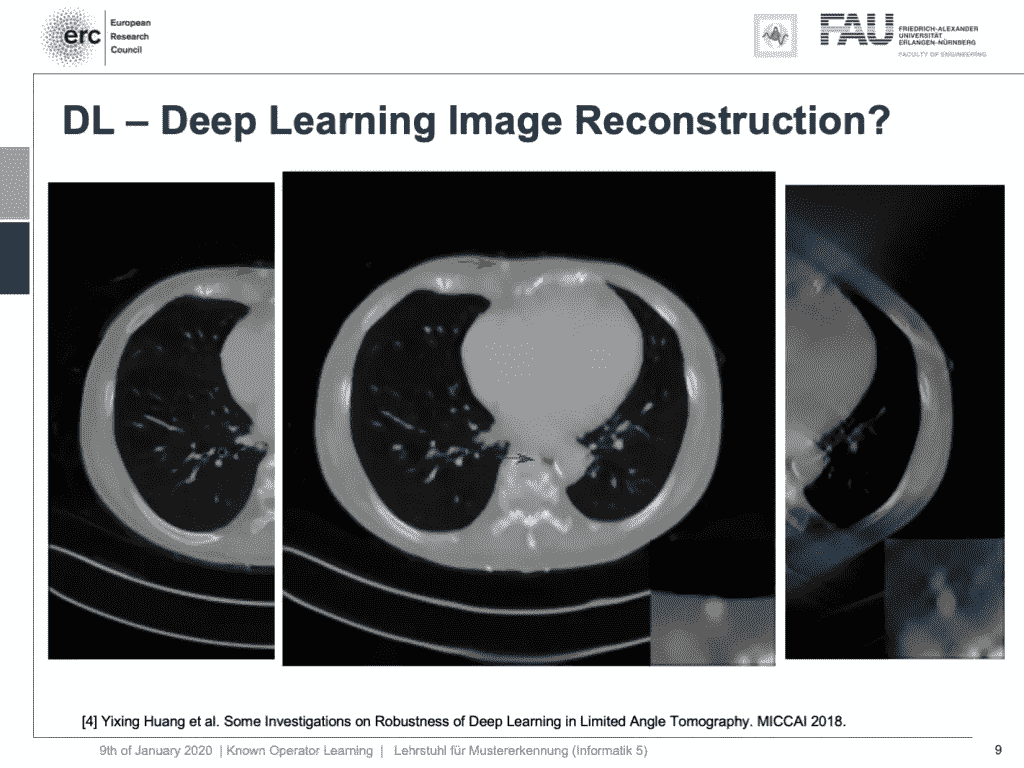 erc
European
Research
Council
FAU
FRIEDRICH-ALEXANDER
UNIVERSITÄT
ERLANGEN-NÜRNBERG
FACULTY OF ENGINEERING
DL – Deep Learning Image Reconstruction?
[4] Yixing Huang et al. Some Investigations on Robustness of Deep Learning in Limited Angle Tomography. MICCAI 2018.
9th of January 2020 | Known Operator Learning | Lehrstuhl für Mustererkennung (Informatik 5)
9